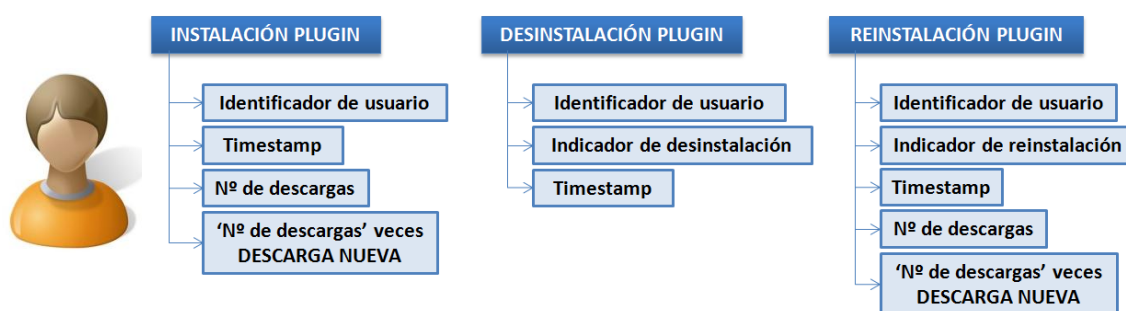 INSTALACIÓN PLUGIN
Identificador de usuario
Timestamp
Nº de descargas
‘Nº de descargas’ veces
DESCARGA NUEVA
DESINSTALACIÓN PLUGIN
Identificador de usuario
Indicador de desinstalación
Timestamp
REINSTALACIÓN PLUGIN
Identificador de usuario
Indicador de reinstalación
Timestamp
Nº de descargas
‘Nº de descargas’ veces
DESCARGA NUEVA